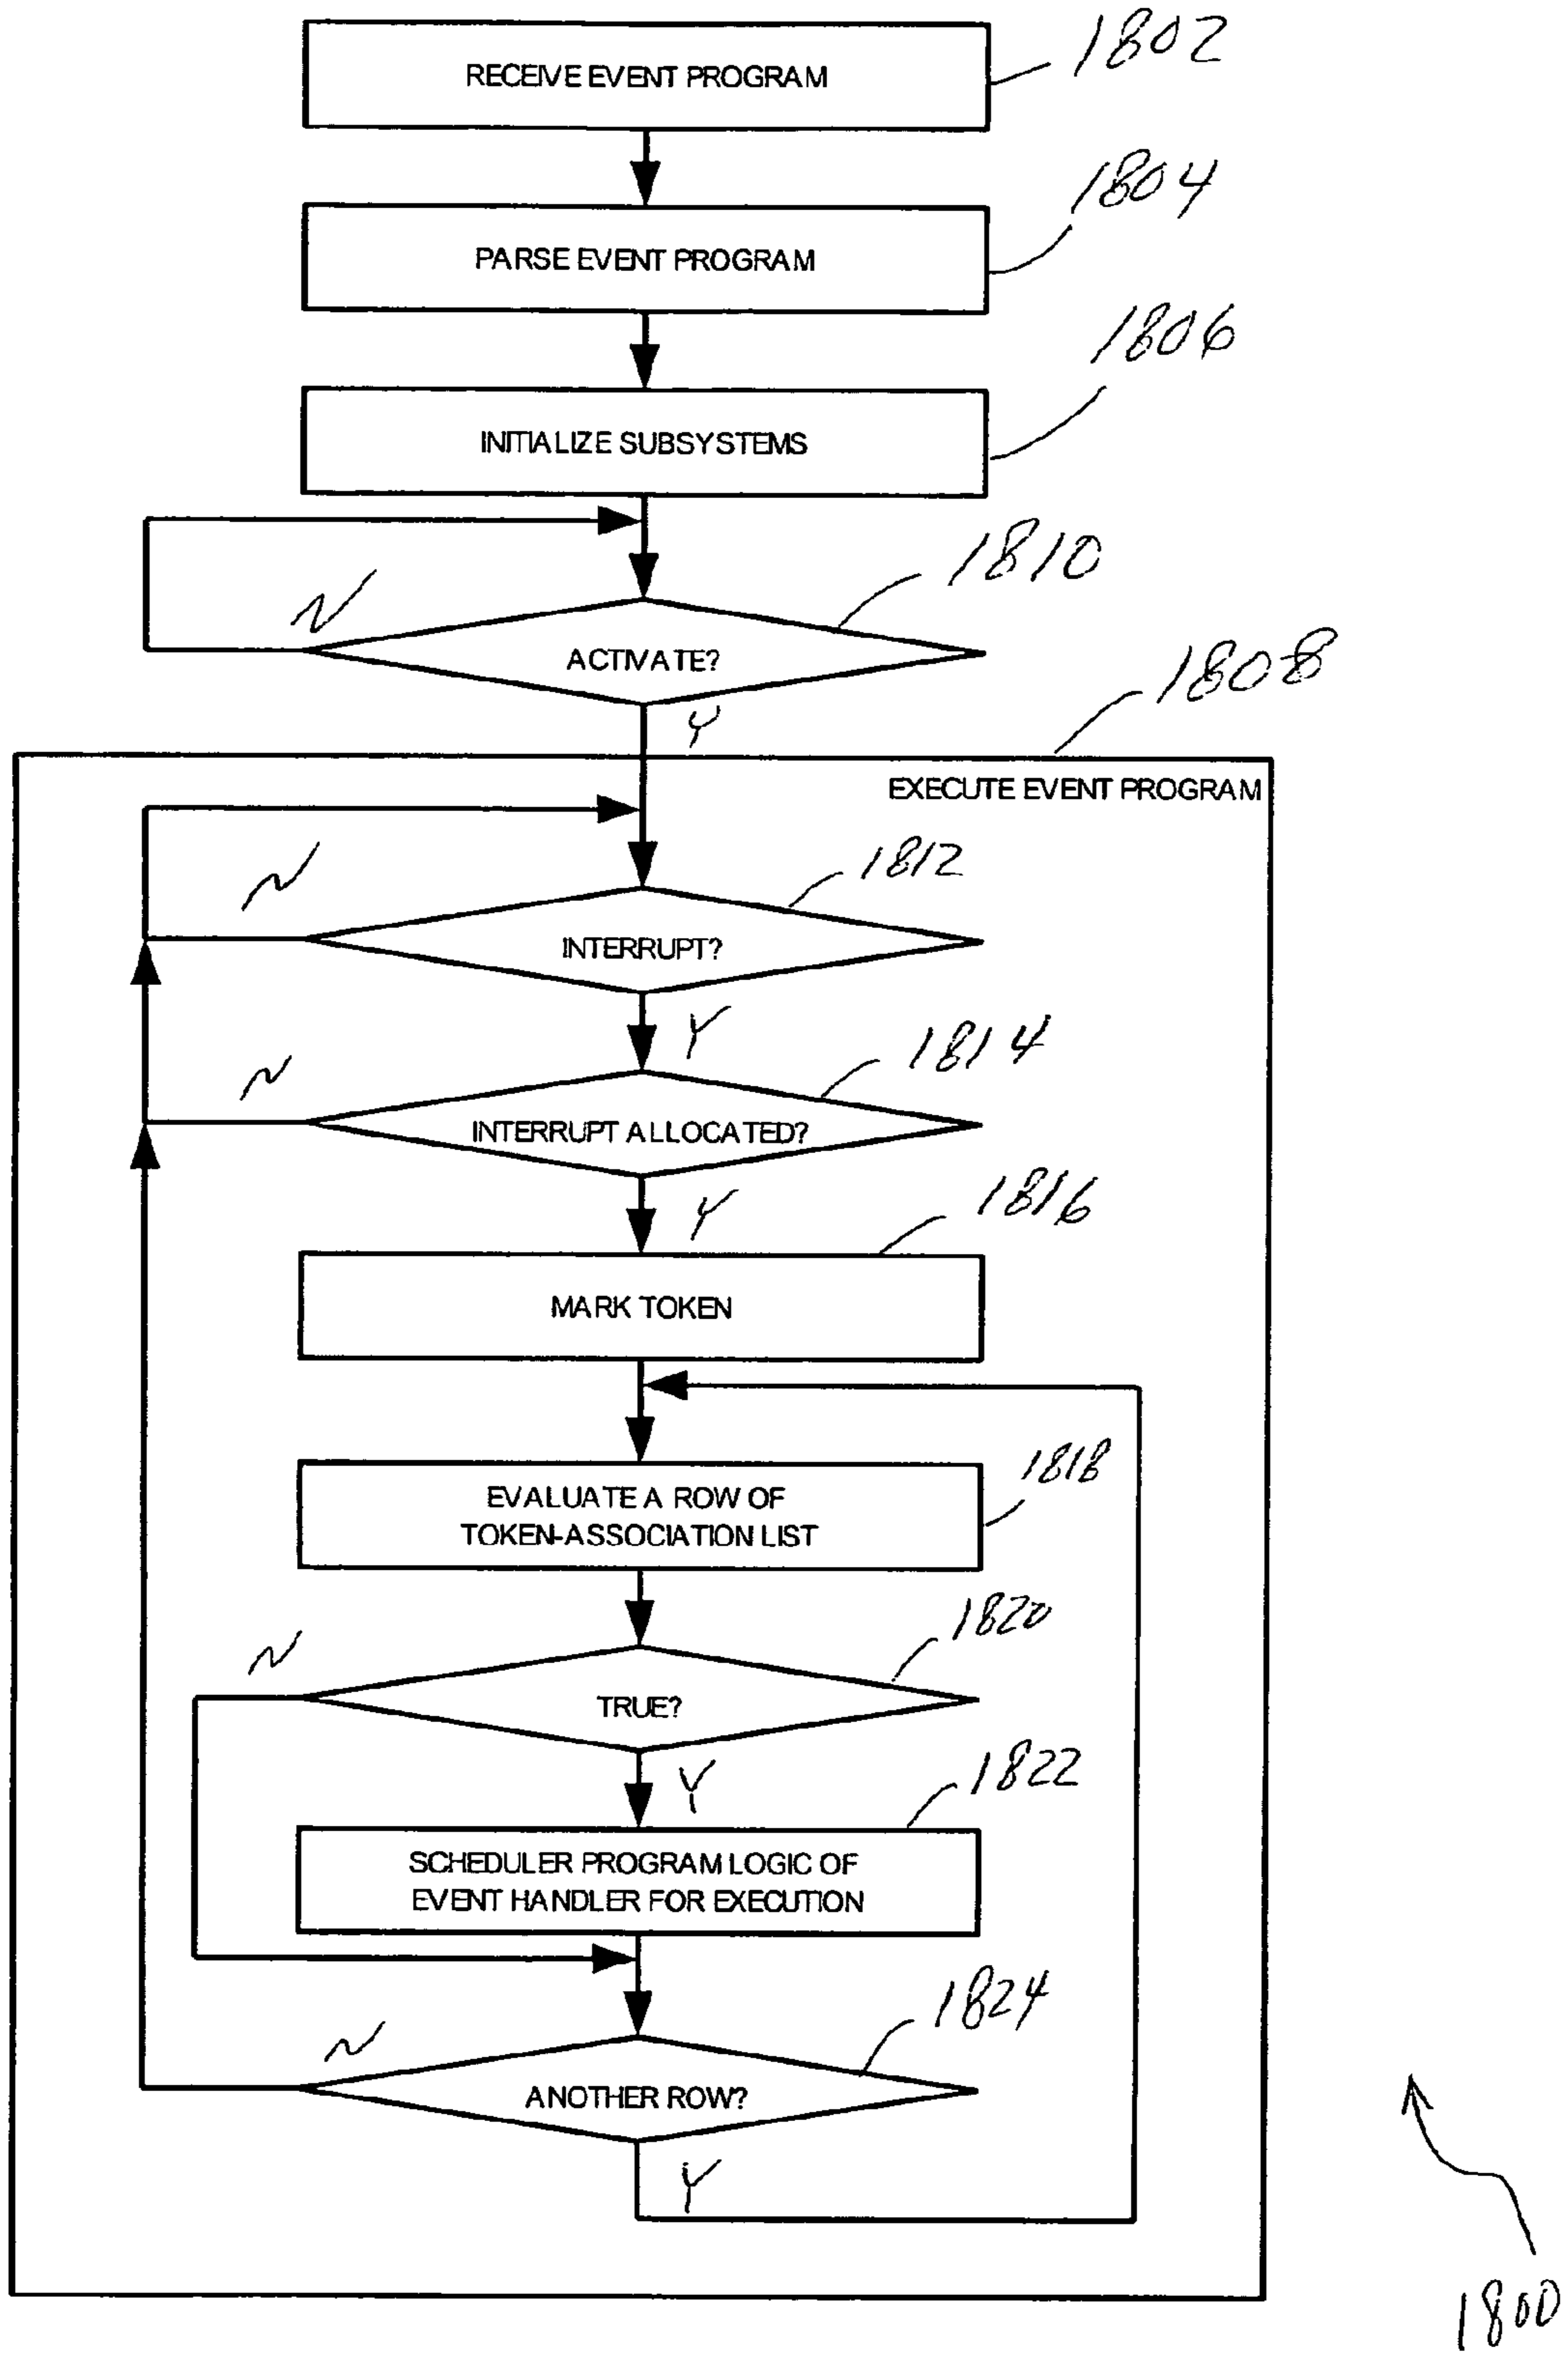 RECEIVE EVENT PROGRAM
1802
PARSE EVENT PROGRAM
1804
INITIALIZE SUBSYSTEMS
1806
N
ACTIVATE?
1810
Y
1808
EXECUTE EVENT PROGRAM
N
INTERRUPT?
1812
Y
N
INTERRUPT ALLOCATED?
1814
Y
MARK TOKEN
1816
EVALUATE A ROW OF
TOKEN-ASSOCIATION LIST
1818
N
TRUE?
1820
Y
SCHEDULER PROGRAM LOGIC OF
EVENT HANDLER FOR EXECUTION
1822
N
ANOTHER ROW?
1824
Y
1800